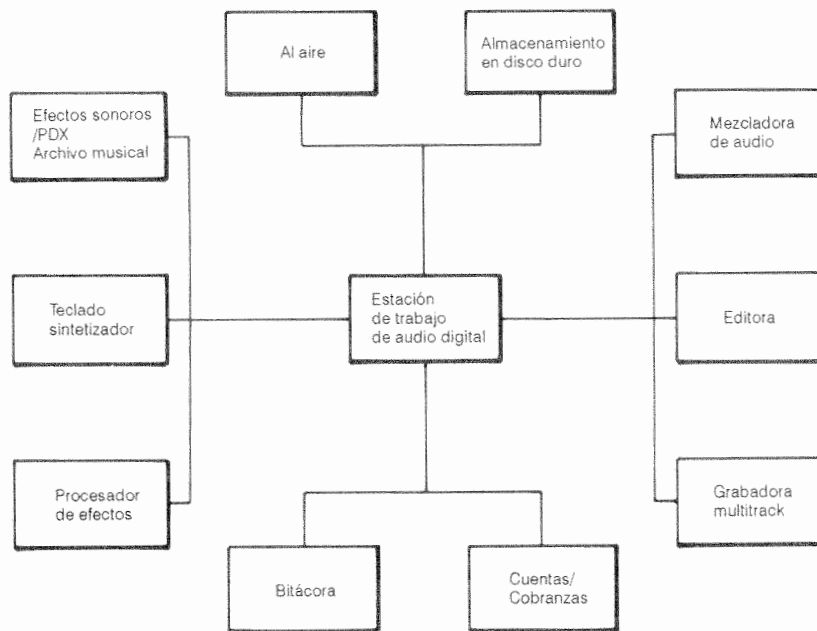 Al aire
Almacenamiento
en disco duro
Efectos sonoros
/PDX
Archivo musical
Mezcladora
de audio
Teclado
sintetizador
Estación
de trabajo
de audio digital
Editora
Procesador
de efectos
Grabadora
multitrack
Bitácora
Cuentas/
Cobranzas